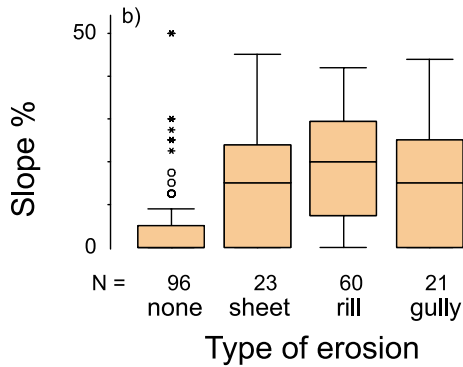 b)
50
0
Slope %
N = 96 23 60 21
none sheet rill gully
Type of erosion